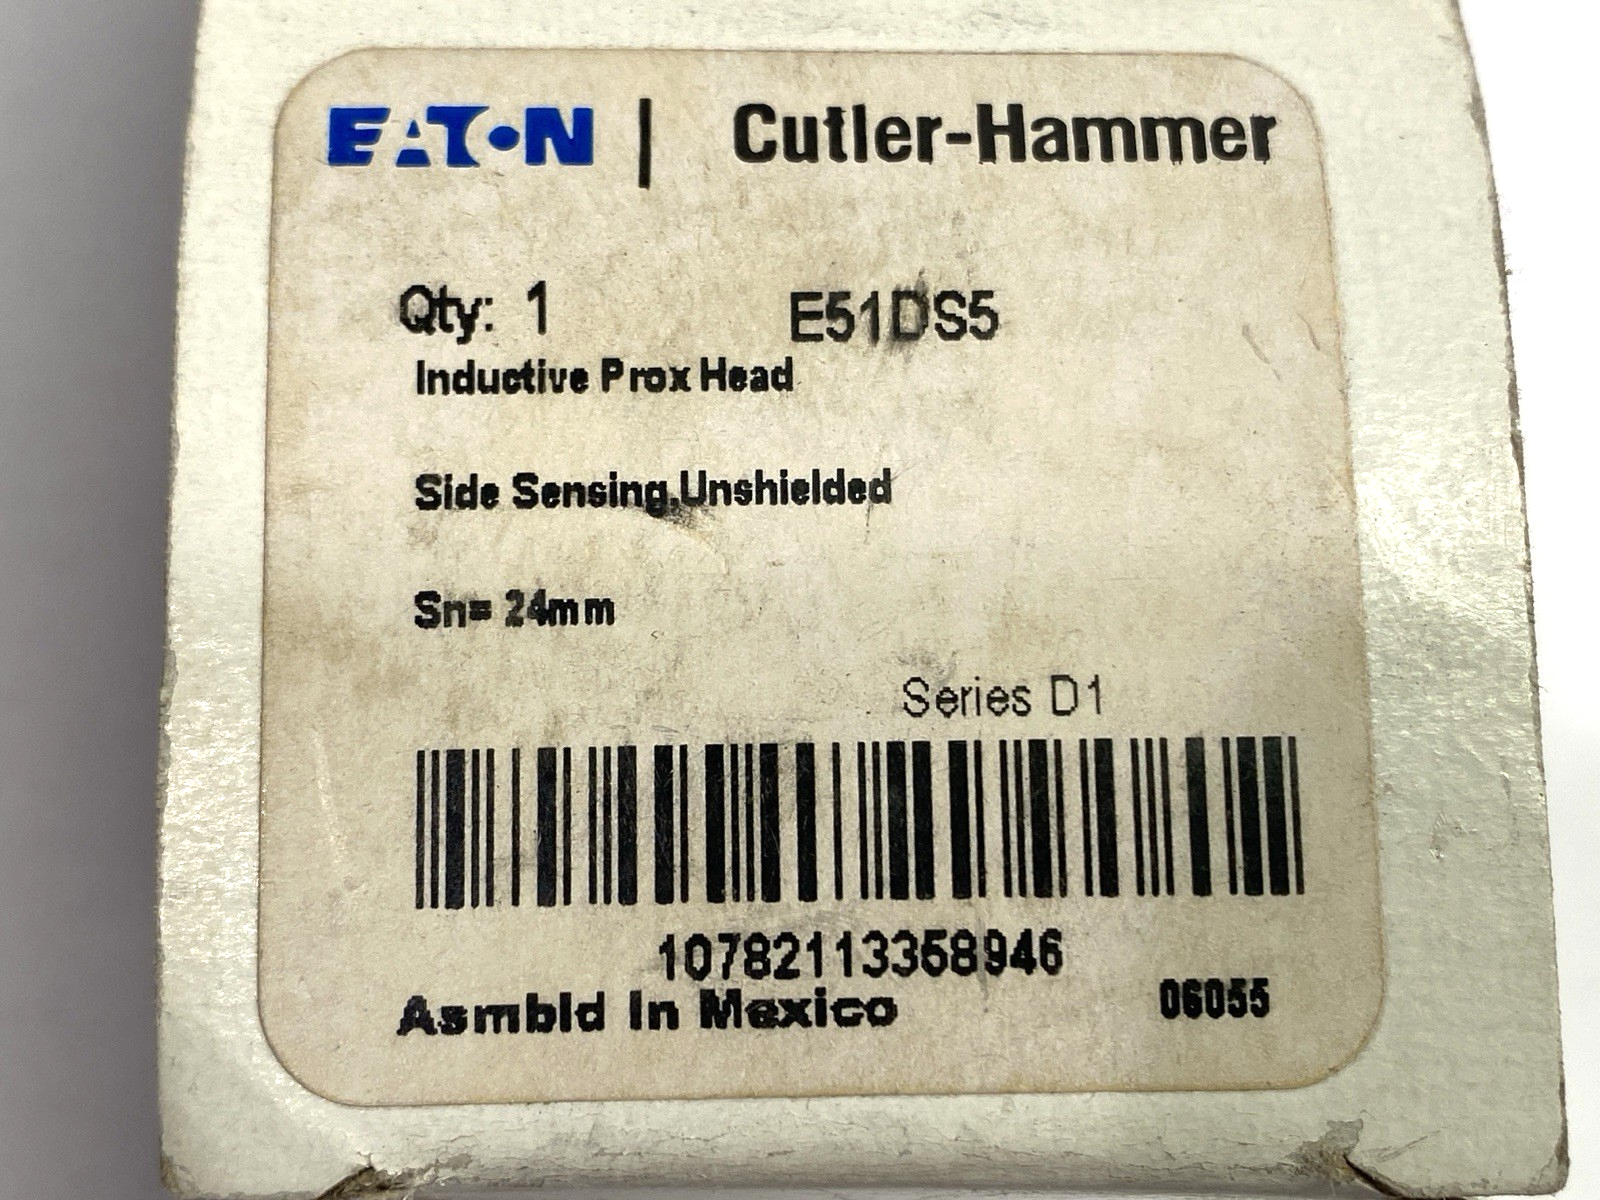 EATON | Cutler-Hammer
Qty: 1 E51DS5
Inductive Prox Head
Side Sensing,Unshielded
Sn= 24mm
Series D1
10782113358946
Asmbld In Mexico 06055